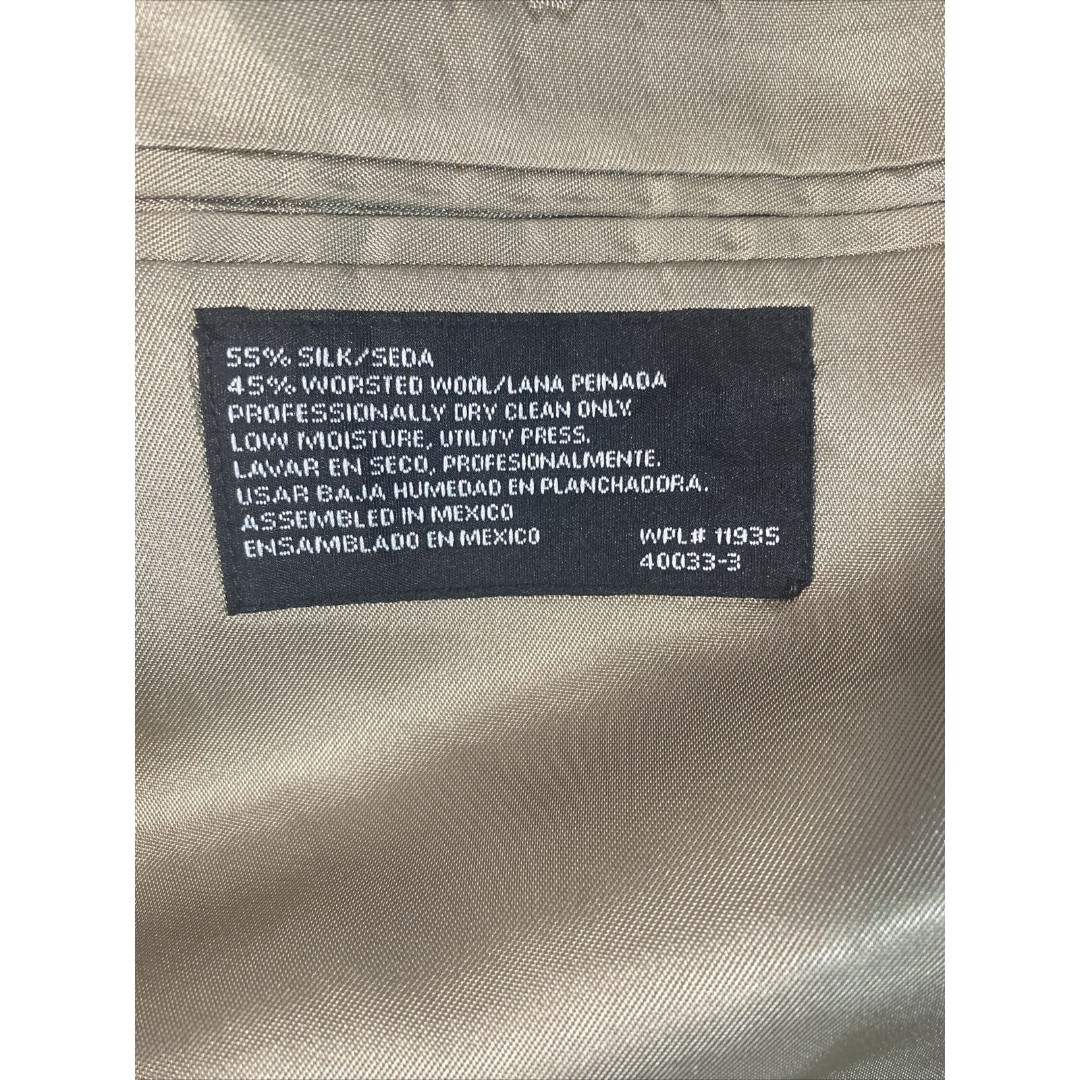 55% SILK/SEDA
45% WORSTED WOOL/LANA PEINADA
PROFESSIONALLY DRY CLEAN ONLY.
LOW MOISTURE, UTILITY PRESS.
LAVAR EN SECO, PROFESIONALMENTE.
USAR BAJA HUMEDAD EN PLANCHADORA.
ASSEMBLED IN MEXICO
ENSAMBLADO EN MEXICO WPL# 11935
40033-3